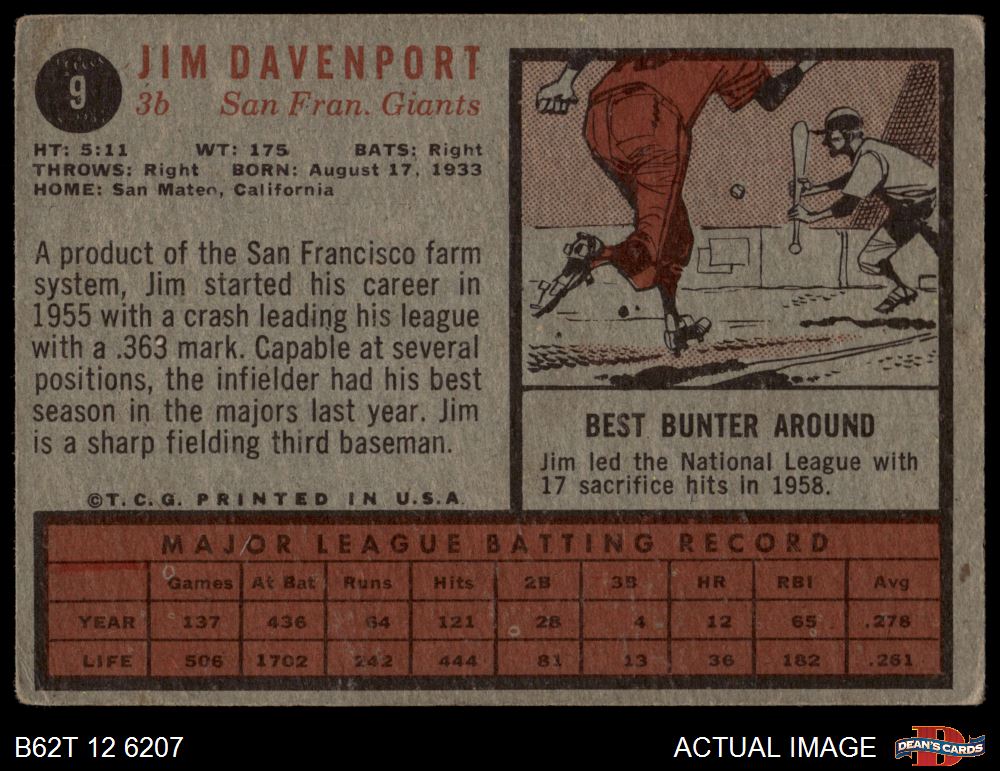 9
JIM DAVENPORT
3b San Fran. Giants
HT: 5:11 WT: 175 BATS: Right
THROWS: Right BORN: August 17, 1933
HOME: San Mateo, California
A product of the San Francisco farm
system, Jim started his career in
1955 with a crash leading his league
with a .363 mark. Capable at several
positions, the infielder had his best
season in the majors last year. Jim
is a sharp fielding third baseman.
©T.C.G. PRINTED IN U.S.A.
BEST BUNTER AROUND
Jim led the National League with
17 sacrifice hits in 1958.
MAJOR LEAGUE BATTING RECORD
Games At Bat Runs Hits 2B 3B HR RBI Avg
YEAR 137 436 64 121 28 4 12 65 .278
LIFE 506 1702 242 444 81 13 36 182 .261
B62T 12 6207
ACTUAL IMAGE
D
DEAN'S CARDS